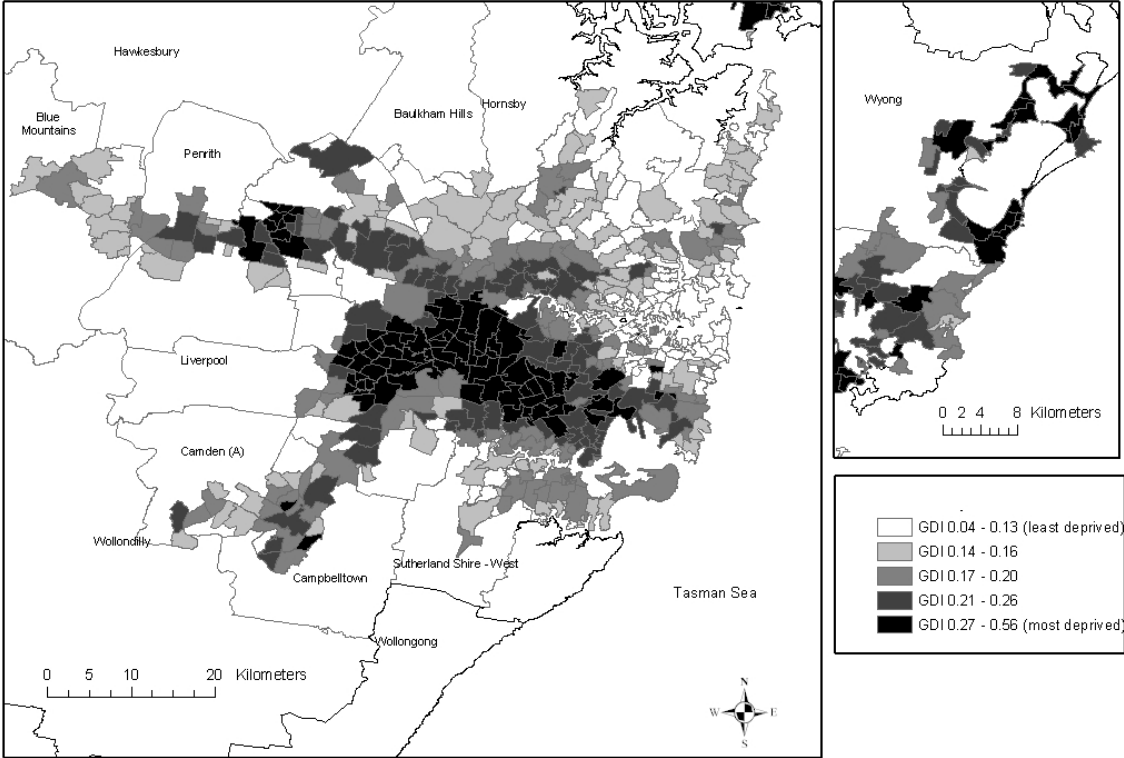 Hawkesbury
Blue
Mountains
Baulkham Hills
Hornsby
Penrith
Liverpool
Camden (A)
Wollondilly
Campbelltown
Sutherland Shire - West
Tasman Sea
Wollongong
0 5 10 20 Kilometers
N
W E
S
Wyong
0 2 4 8 Kilometers
GDI 0.04 - 0.13 (least deprived)
GDI 0.14 - 0.16
GDI 0.17 - 0.20
GDI 0.21 - 0.26
GDI 0.27 - 0.56 (most deprived)